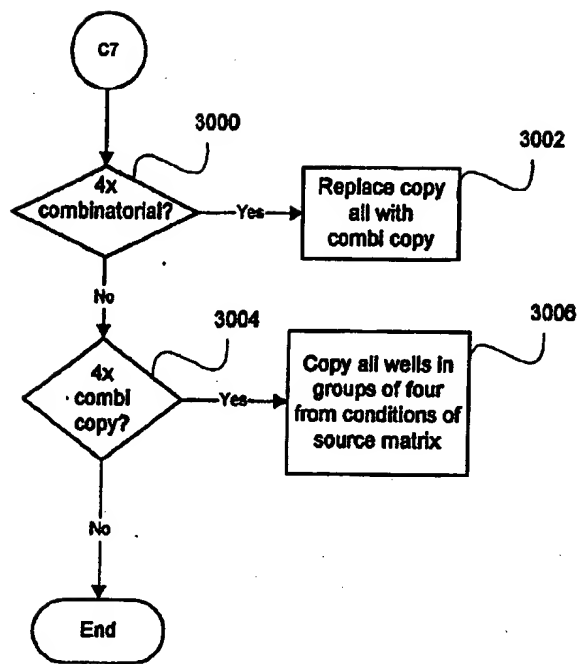 C7
3000
4x
combinatorial?
Yes
3002
Replace copy
all with
combi copy
No
3004
4x
combi
copy?
Yes
3006
Copy all wells in
groups of four
from conditions of
source matrix
No
End